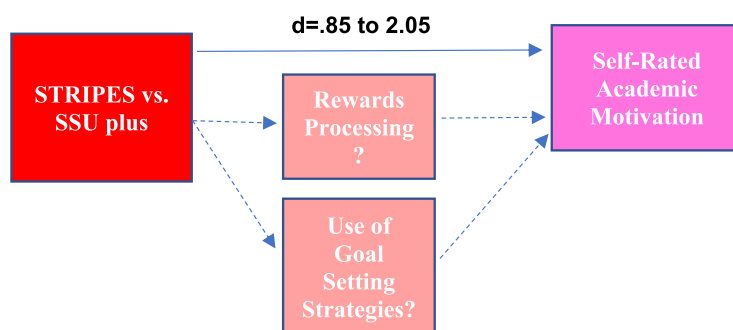 d=.85 to 2.05
STRIPES vs.
SSU plus
Rewards
Processing
?
Self-Rated
Academic
Motivation
Use of
Goal
Setting
Strategies?